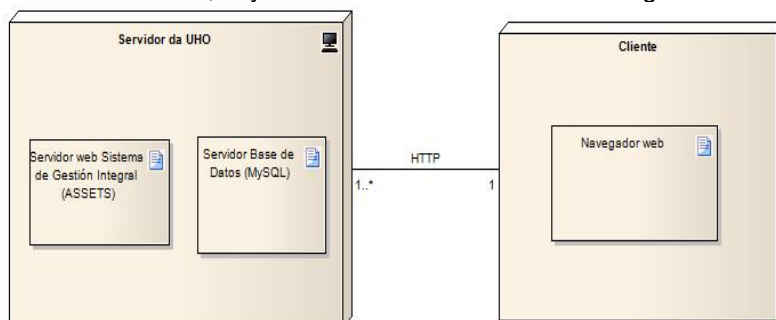 Servidor da UHO
Cliente
Servidor web Sistema
de Gestión Integral
(ASSETS)
Servidor Base de
Datos (MySQL)
HTTP
1..*
1
Navegador web